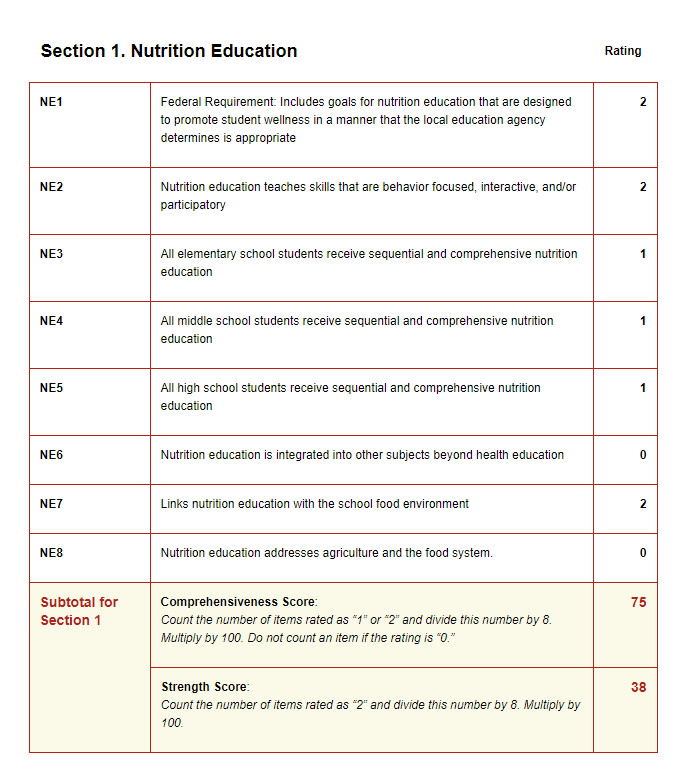 Section 1. Nutrition Education
Rating
NE1
Federal Requirement: Includes goals for nutrition education that are designed
to promote student wellness in a manner that the local education agency
determines is appropriate
2
NE2
Nutrition education teaches skills that are behavior focused, interactive, and/or
participatory
2
NE3
All elementary school students receive sequential and comprehensive nutrition
education
1
NE4
All middle school students receive sequential and comprehensive nutrition
education
1
NE5
All high school students receive sequential and comprehensive nutrition
education
1
NE6
Nutrition education is integrated into other subjects beyond health education
0
NE7
Links nutrition education with the school food environment
2
NE8
Nutrition education addresses agriculture and the food system.
0
Subtotal for
Section 1
Comprehensiveness Score:
Count the number of items rated as “1” or “2” and divide this number by 8.
Multiply by 100. Do not count an item if the rating is “0.”
75
Strength Score:
Count the number of items rated as “2” and divide this number by 8. Multiply by
100.
38